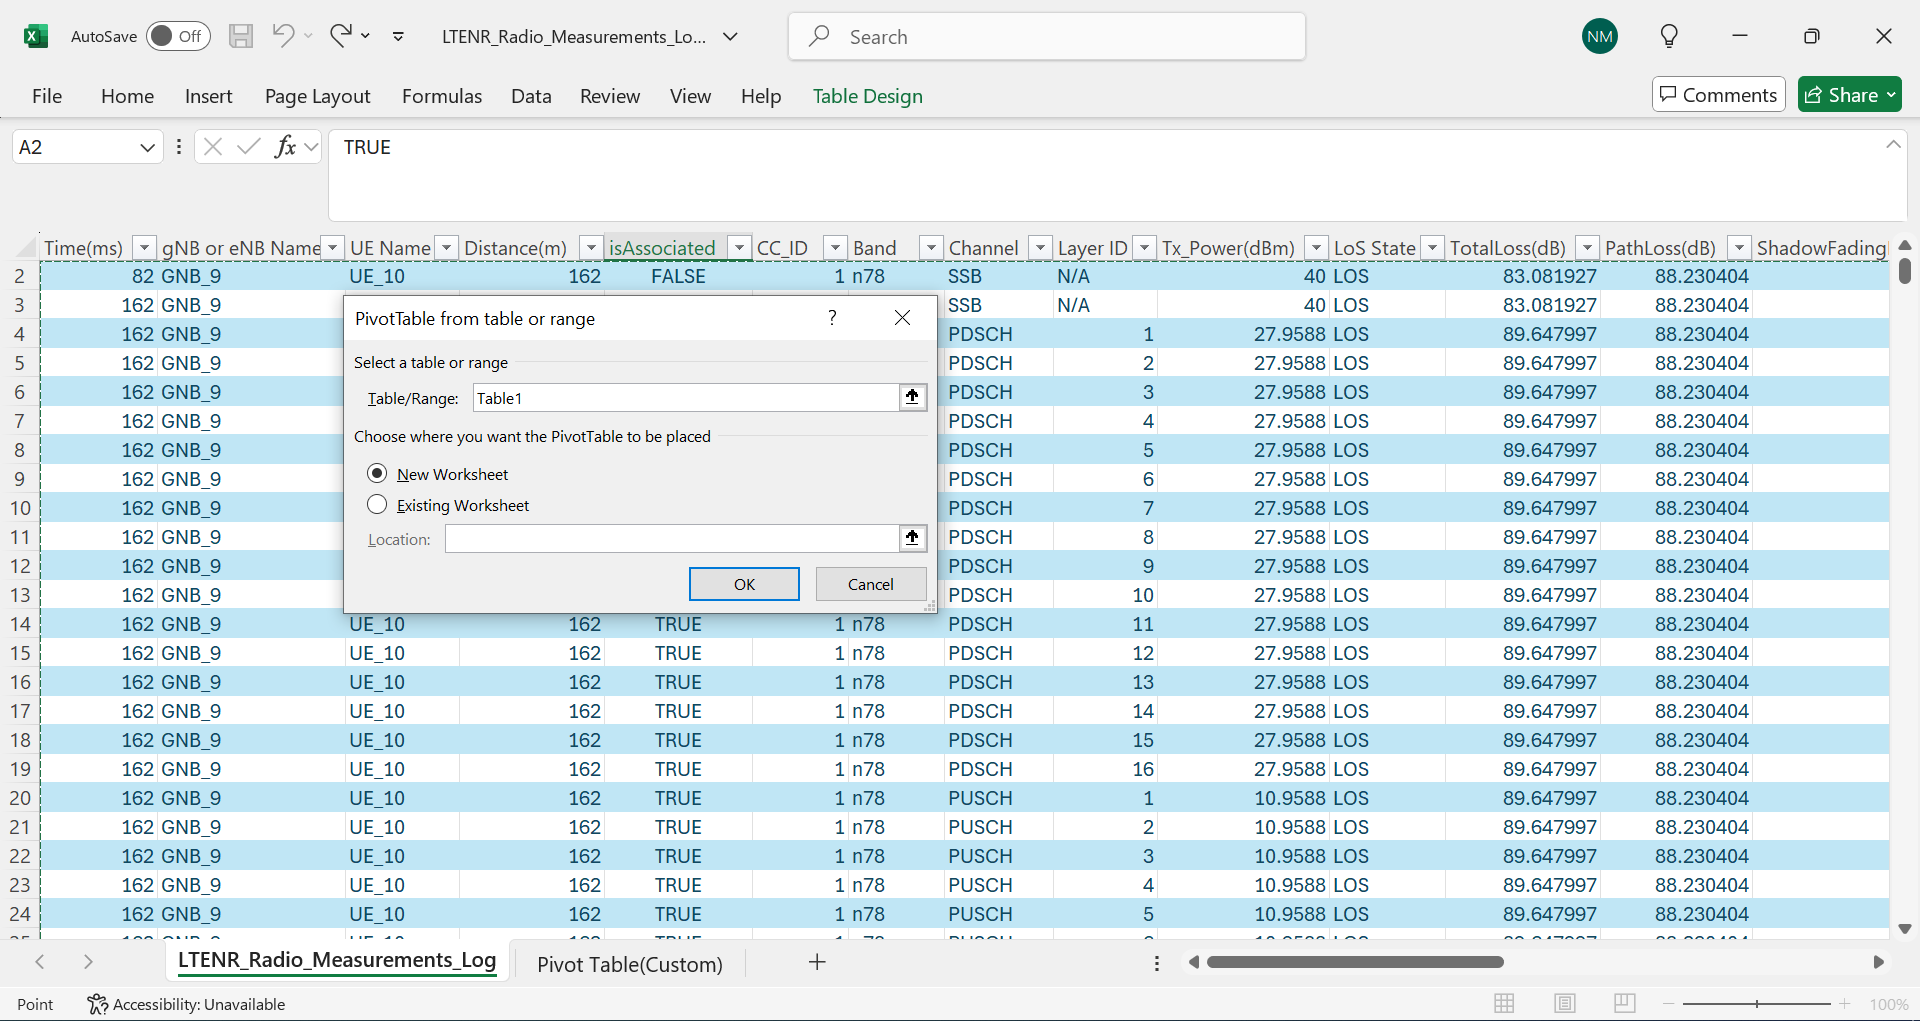 AutoSave Off LTENR_Radio_Measurements_Lo... Search NM
File Home Insert Page Layout Formulas Data Review View Help Table Design Comments Share
A2 fx TRUE
Time(ms) gNB or eNB Name UE Name Distance(m) isAssociated CC_ID Band Channel Layer ID Tx_Power(dBm) LoS State TotalLoss(dB) PathLoss(dB) ShadowFading
2 82 GNB_9 UE_10 162 FALSE 1 n78 SSB N/A 40 LOS 83.081927 88.230404
3 162 GNB_9 SSB N/A 40 LOS 83.081927 88.230404
PivotTable from table or range ?
4 162 GNB_9 PDSCH 1 27.9588 LOS 89.647997 88.230404
5 162 GNB_9 PDSCH 2 27.9588 LOS 89.647997 88.230404
Select a table or range
6 162 GNB_9 PDSCH 3 27.9588 LOS 89.647997 88.230404
Table/Range: Table1
7 162 GNB_9 PDSCH 4 27.9588 LOS 89.647997 88.230404
Choose where you want the PivotTable to be placed
8 162 GNB_9 PDSCH 5 27.9588 LOS 89.647997 88.230404
9 162 GNB_9 PDSCH 6 27.9588 LOS 89.647997 88.230404
New Worksheet
10 162 GNB_9 PDSCH 7 27.9588 LOS 89.647997 88.230404
Existing Worksheet
11 162 GNB_9 PDSCH 8 27.9588 LOS 89.647997 88.230404
Location:
12 162 GNB_9 PDSCH 9 27.9588 LOS 89.647997 88.230404
OK Cancel
13 162 GNB_9 PDSCH 10 27.9588 LOS 89.647997 88.230404
14 162 GNB_9 UE_10 162 TRUE 1 n78 PDSCH 11 27.9588 LOS 89.647997 88.230404
15 162 GNB_9 UE_10 162 TRUE 1 n78 PDSCH 12 27.9588 LOS 89.647997 88.230404
16 162 GNB_9 UE_10 162 TRUE 1 n78 PDSCH 13 27.9588 LOS 89.647997 88.230404
17 162 GNB_9 UE_10 162 TRUE 1 n78 PDSCH 14 27.9588 LOS 89.647997 88.230404
18 162 GNB_9 UE_10 162 TRUE 1 n78 PDSCH 15 27.9588 LOS 89.647997 88.230404
19 162 GNB_9 UE_10 162 TRUE 1 n78 PDSCH 16 27.9588 LOS 89.647997 88.230404
20 162 GNB_9 UE_10 162 TRUE 1 n78 PUSCH 1 10.9588 LOS 89.647997 88.230404
21 162 GNB_9 UE_10 162 TRUE 1 n78 PUSCH 2 10.9588 LOS 89.647997 88.230404
22 162 GNB_9 UE_10 162 TRUE 1 n78 PUSCH 3 10.9588 LOS 89.647997 88.230404
23 162 GNB_9 UE_10 162 TRUE 1 n78 PUSCH 4 10.9588 LOS 89.647997 88.230404
24 162 GNB_9 UE_10 162 TRUE 1 n78 PUSCH 5 10.9588 LOS 89.647997 88.230404
LTENR_Radio_Measurements_Log Pivot Table(Custom)
Point Accessibility: Unavailable 100%